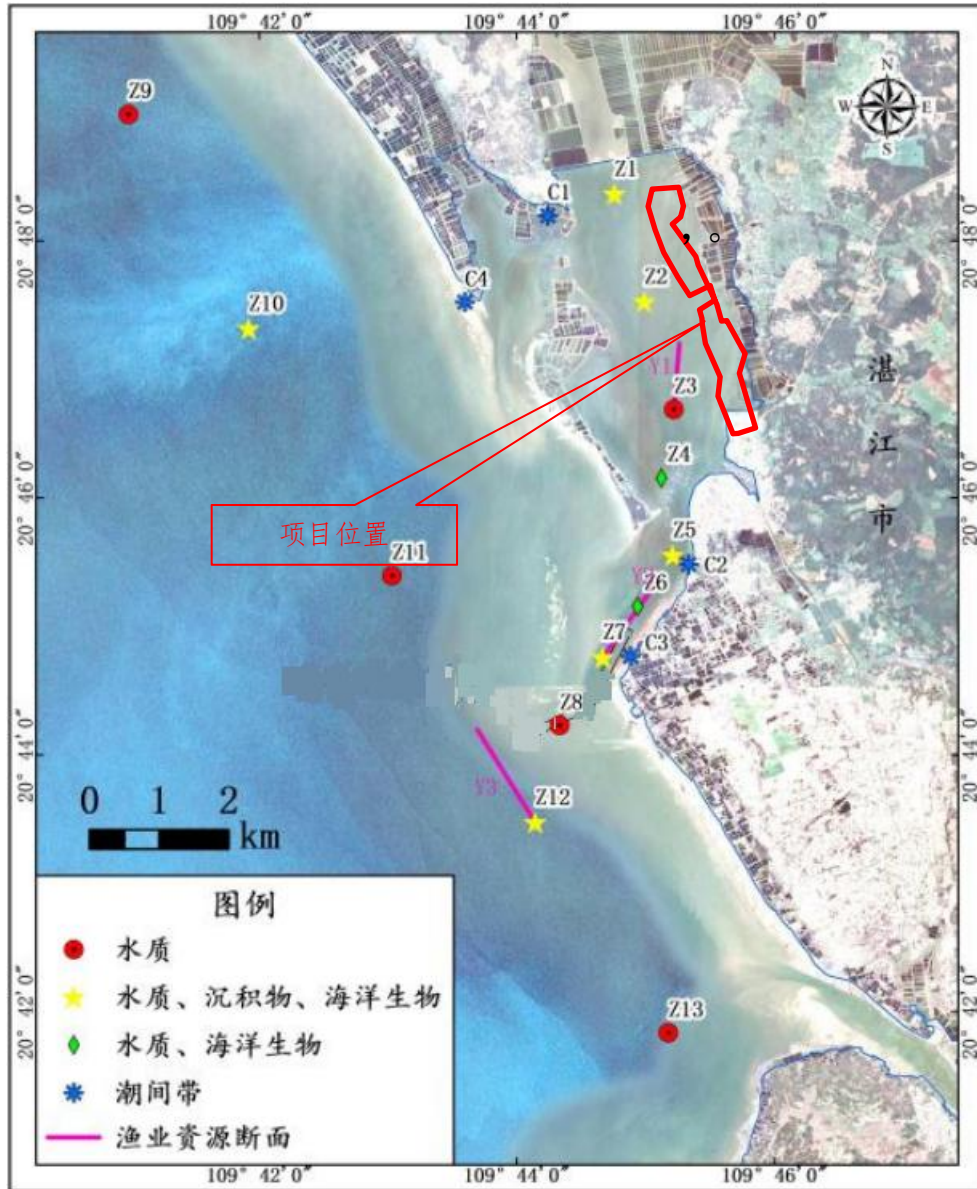 109° 42′ 0″ 109° 44′ 0″ 109° 46′ 0″
N
W E
S
Z9
Z1
C1
20° 48′ 0″
20° 48′ 0″
C4
Z2
Z10
Y1
湛江市
Z3
Z4
20° 46′ 0″
20° 46′ 0″
项目位置
Z5
C2
Z11
Z6
Z7
C3
Z8
20° 44′ 0″
20° 44′ 0″
Y3
Z12
0 1 2
km
图例
水质
水质、沉积物、海洋生物
水质、海洋生物
潮间带
渔业资源断面
20° 42′ 0″
20° 42′ 0″
Z13
109° 42′ 0″ 109° 44′ 0″ 109° 46′ 0″